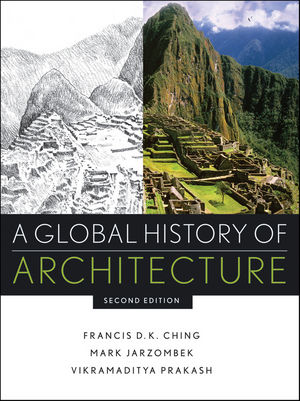 A GLOBAL HISTORY OF
ARCHITECTURE
SECOND EDITION
FRANCIS D.K. CHING
MARK JARZOMBEK
VIKRAMADITYA PRAKASH